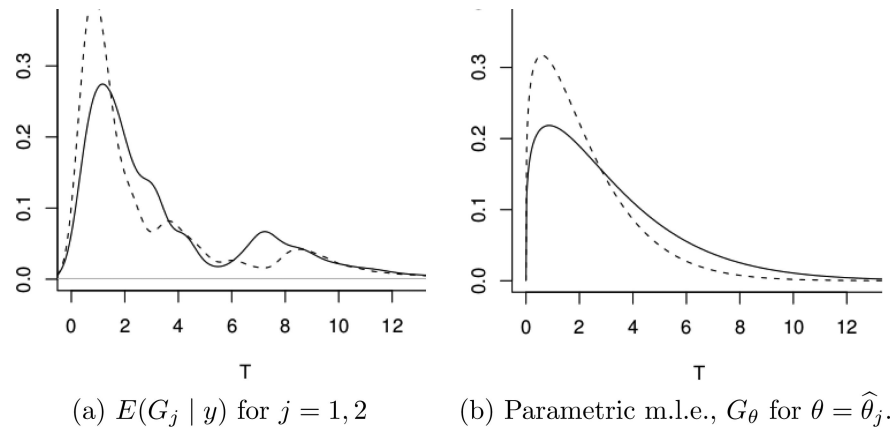 0.0 0.1 0.2 0.3
0 2 4 6 8 10 12
T
(a) E(G_j | y) for j = 1, 2
0.0 0.1 0.2 0.3
0 2 4 6 8 10 12
T
(b) Parametric m.l.e., G_θ for θ = θ̂_j.